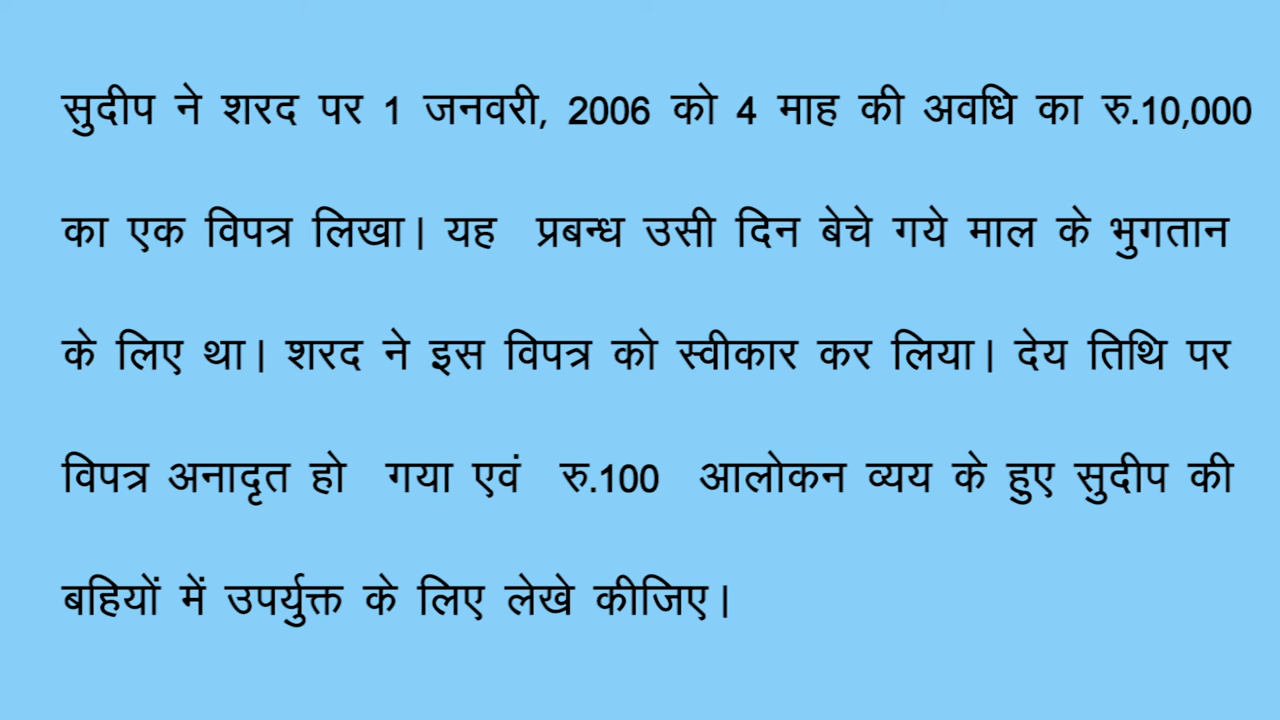 सुदीप ने शरद पर 1 जनवरी, 2006 को 4 माह की अवधि का रु.10,000
का एक विपत्र लिखा। यह प्रबन्ध उसी दिन बेचे गये माल के भुगतान
के लिए था। शरद ने इस विपत्र को स्वीकार कर लिया। देय तिथि पर
विपत्र अनादृत हो गया एवं रु.100 आलोकन व्यय के हुए सुदीप की
बहियों में उपर्युक्त के लिए लेखे कीजिए।